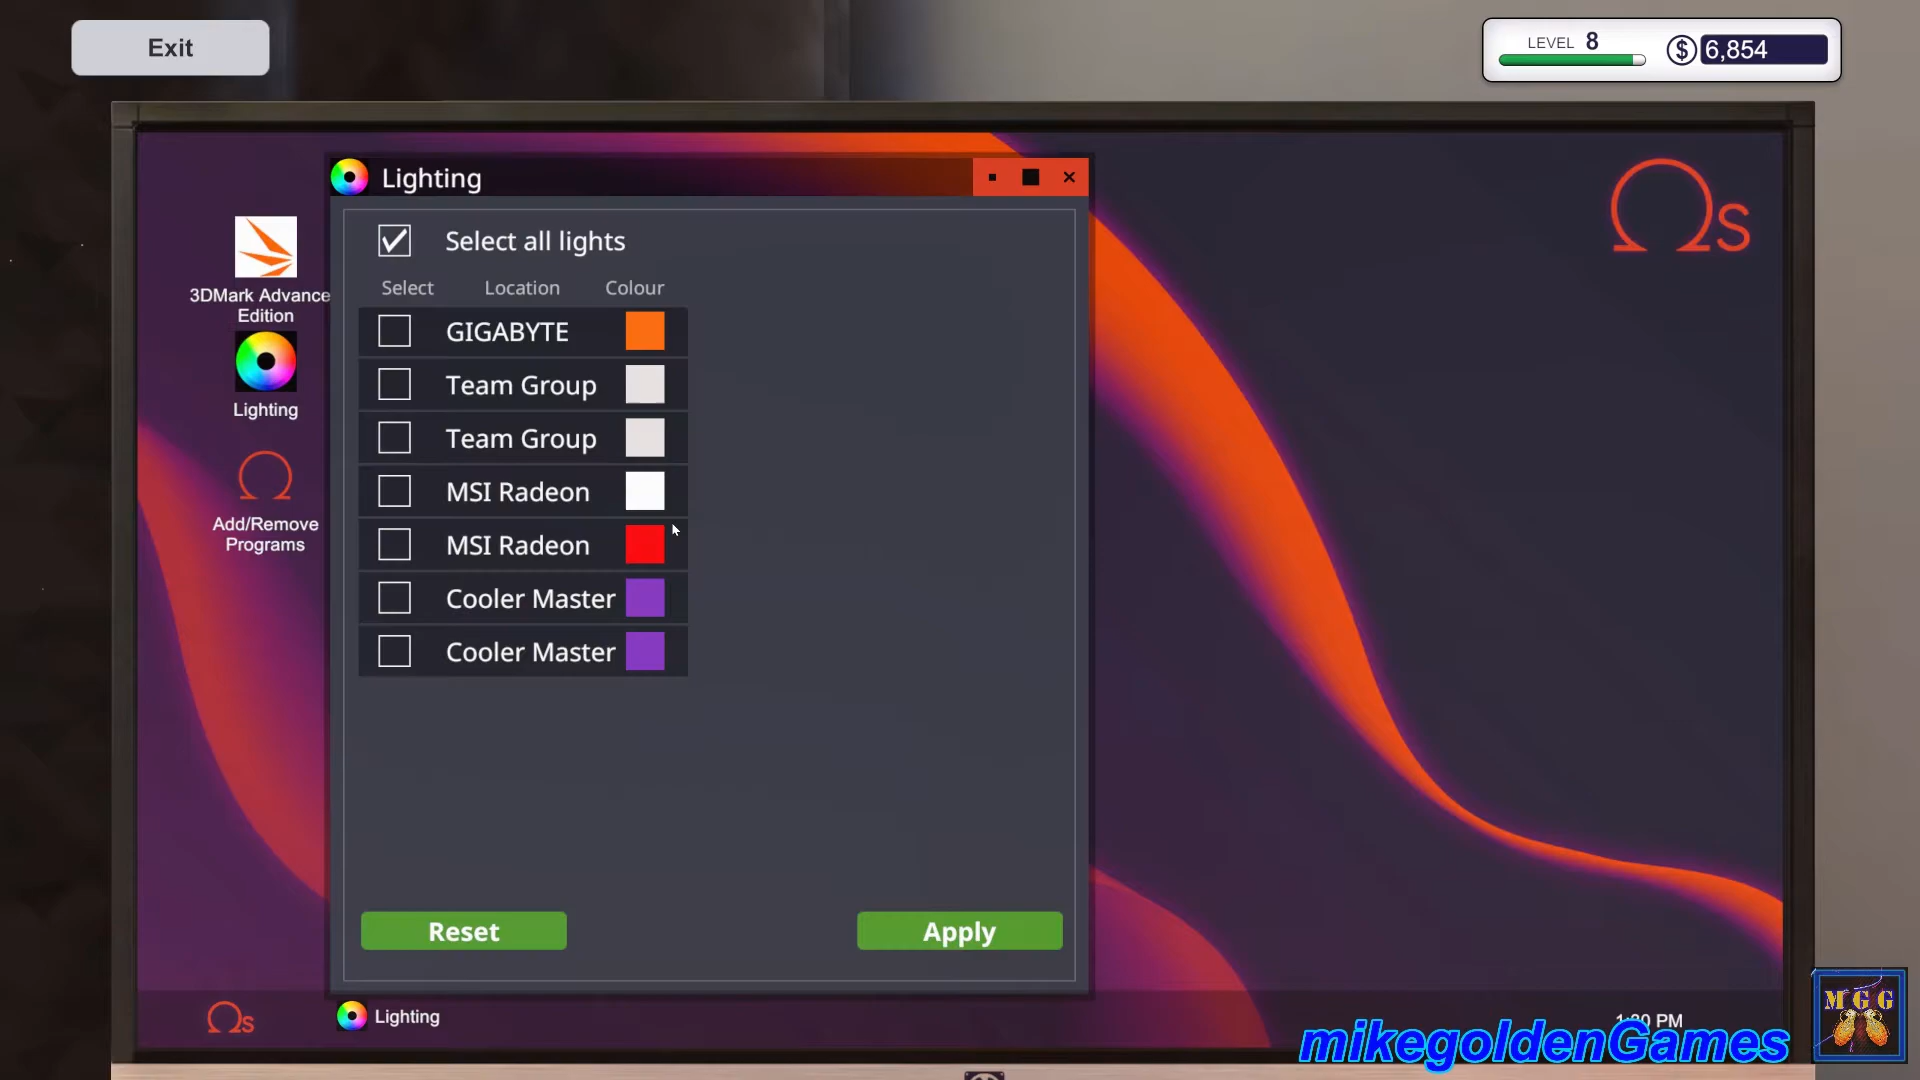 Exit
LEVEL 8
$ 6,854
Lighting
Select all lights
Select Location Colour
GIGABYTE
Team Group
Team Group
MSI Radeon
MSI Radeon
Cooler Master
Cooler Master
Reset
Apply
3DMark Advance
Edition
Lighting
Add/Remove
Programs
Ωs
Ωs
Lighting
PM
mikegoldenGames
MGG